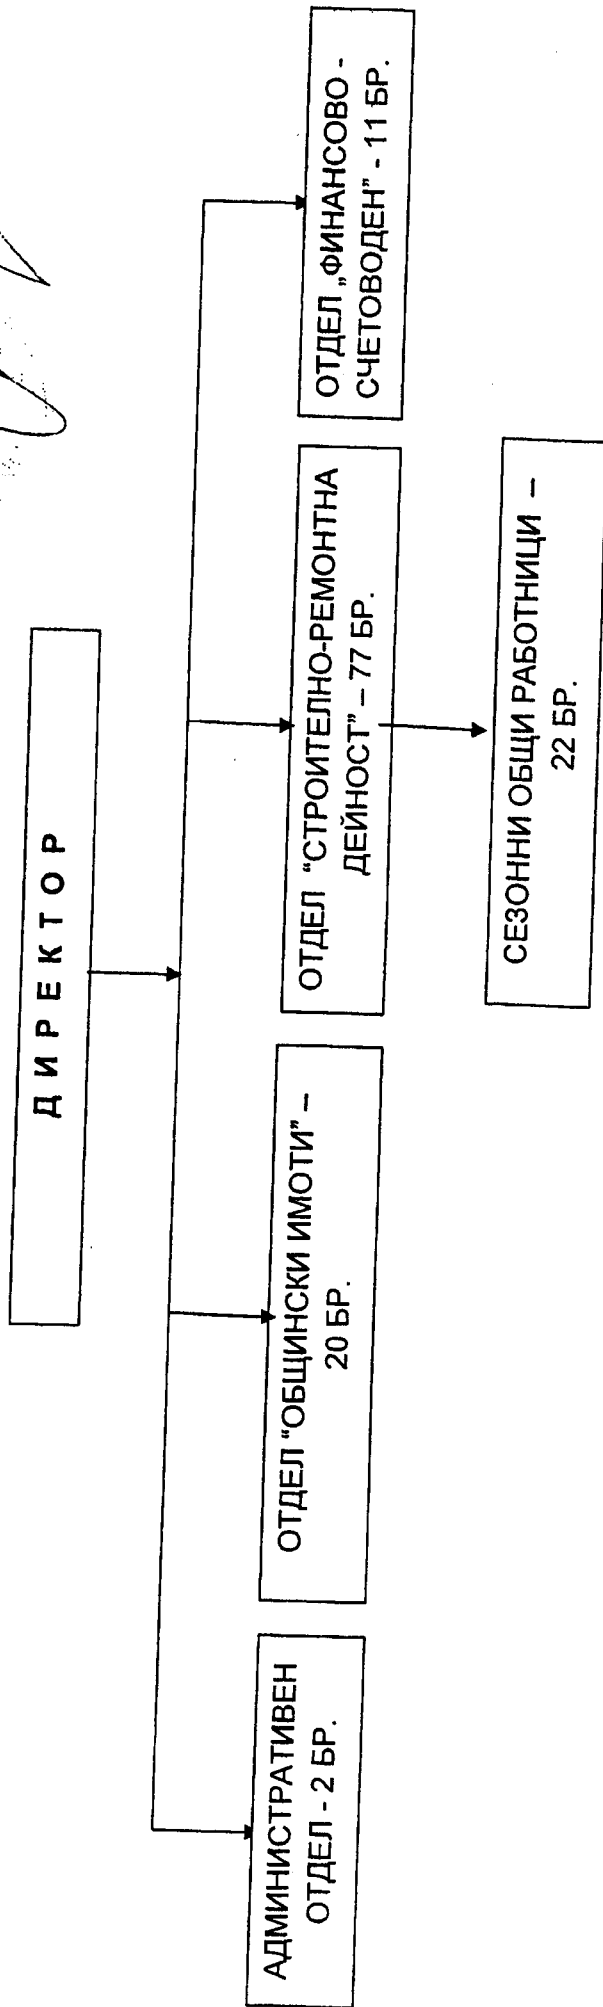 Д И Р Е К Т О Р
АДМИНИСТРАТИВЕН
ОТДЕЛ - 2 БР.
ОТДЕЛ "ОБЩИНСКИ ИМОТИ" –
20 БР.
ОТДЕЛ "СТРОИТЕЛНО-РЕМОНТНА
ДЕЙНОСТ" – 77 БР.
ОТДЕЛ „ФИНАНСОВО -
СЧЕТОВОДЕН" - 11 БР.
СЕЗОННИ ОБЩИ РАБОТНИЦИ –
22 БР.